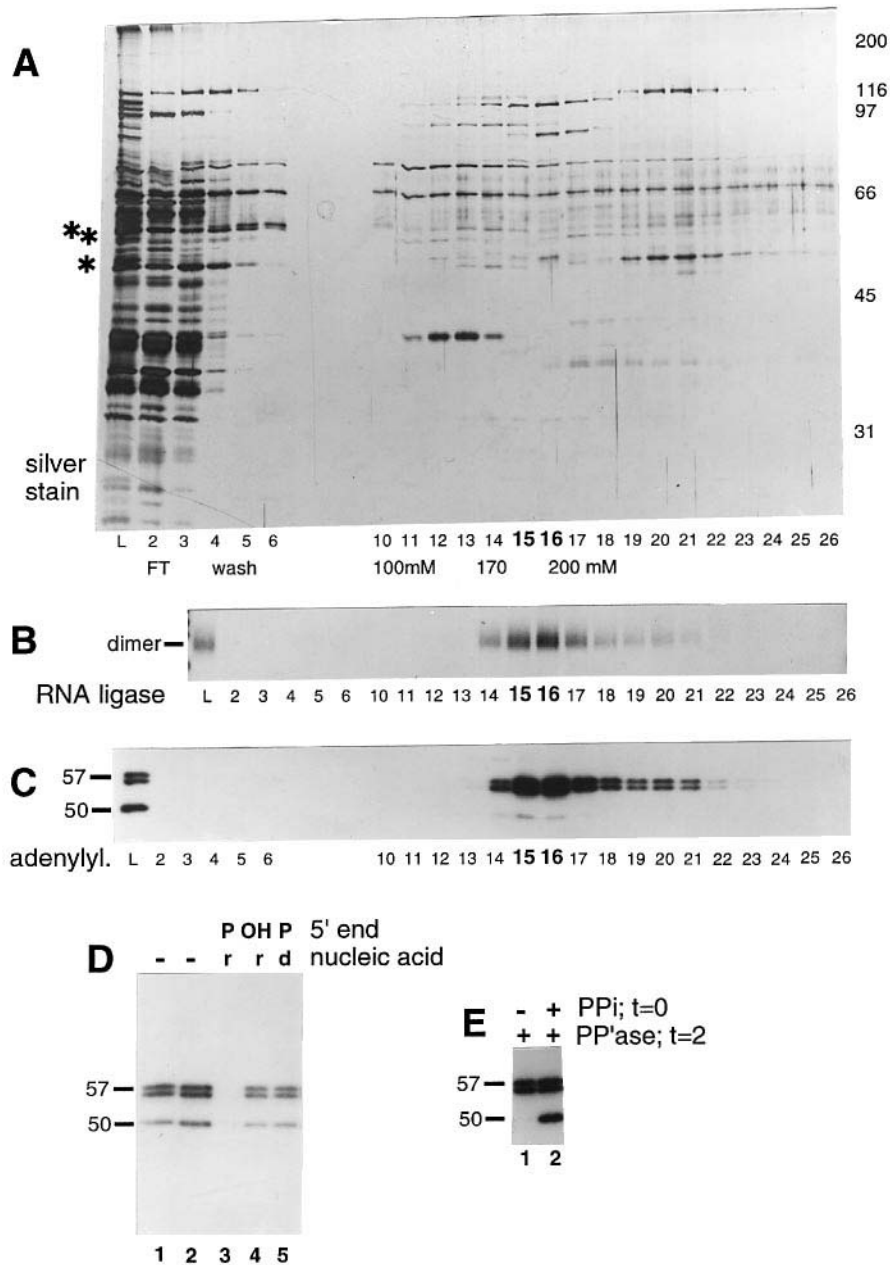 A
200
116
97
66
**
*
45
31
silver
stain
L 2 3 4 5 6 10 11 12 13 14 15 16 17 18 19 20 21 22 23 24 25 26
FT wash 100mM 170 200 mM
B
dimer
RNA ligase L 2 3 4 5 6 10 11 12 13 14 15 16 17 18 19 20 21 22 23 24 25 26
C
57
50
adenylyl. L 2 3 4 5 6 10 11 12 13 14 15 16 17 18 19 20 21 22 23 24 25 26
P OH P 5' end
D - - r r d nucleic acid
57
50
1 2 3 4 5
E - + PPi; t=0
+ + PP'ase; t=2
57
50
1 2